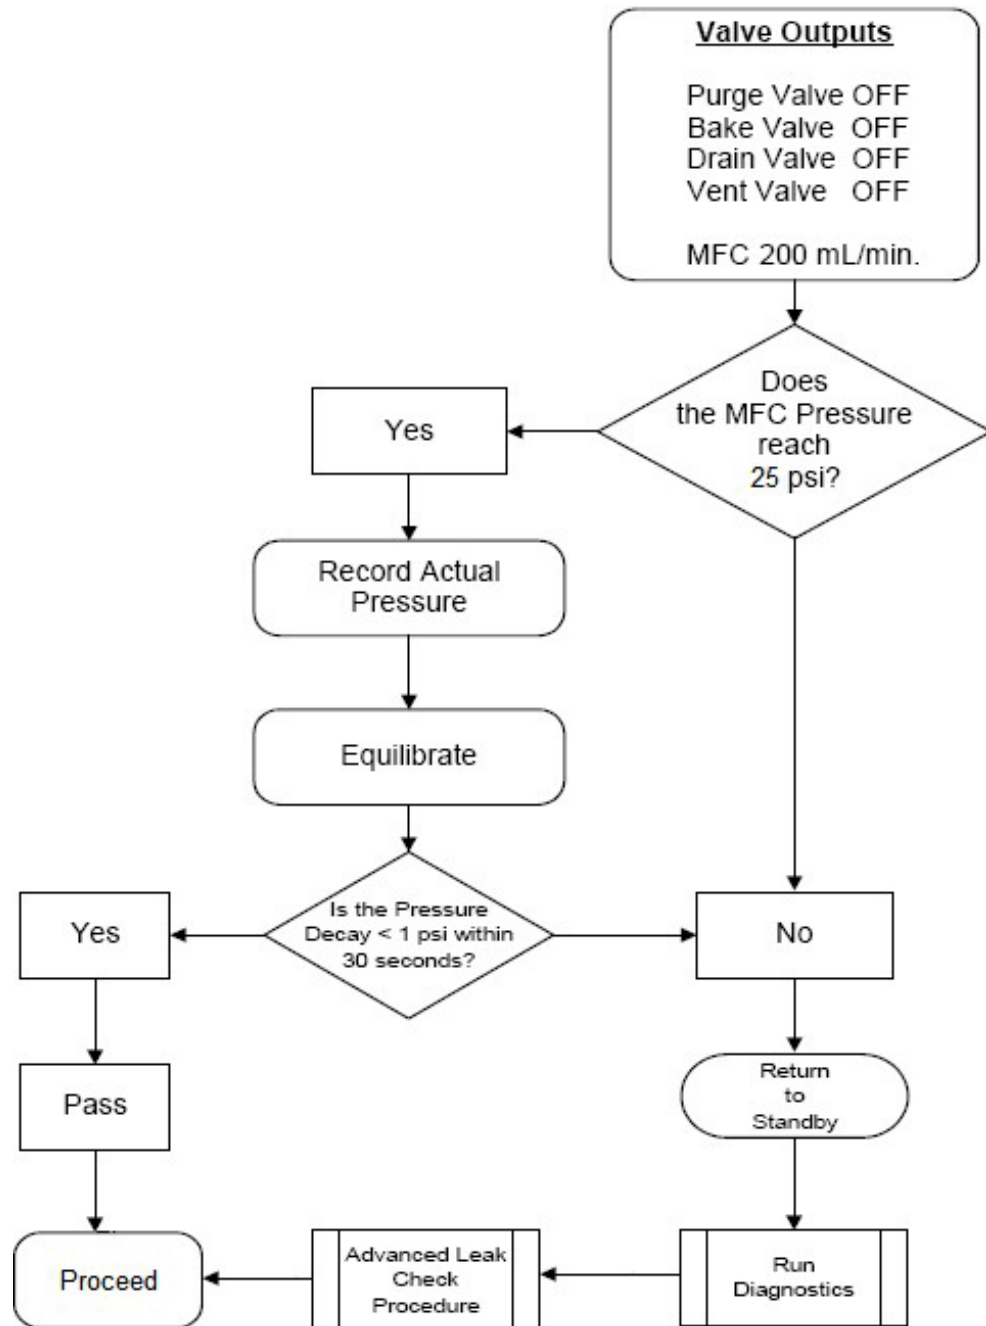 Valve Outputs
Purge Valve OFF
Bake Valve OFF
Drain Valve OFF
Vent Valve OFF
MFC 200 mL/min.
Does
the MFC Pressure
reach
25 psi?
Yes
Record Actual
Pressure
Equilibrate
Is the Pressure
Decay < 1 psi within
30 seconds?
Yes
No
Pass
Return
to
Standby
Run
Diagnostics
Advanced Leak
Check
Procedure
Proceed